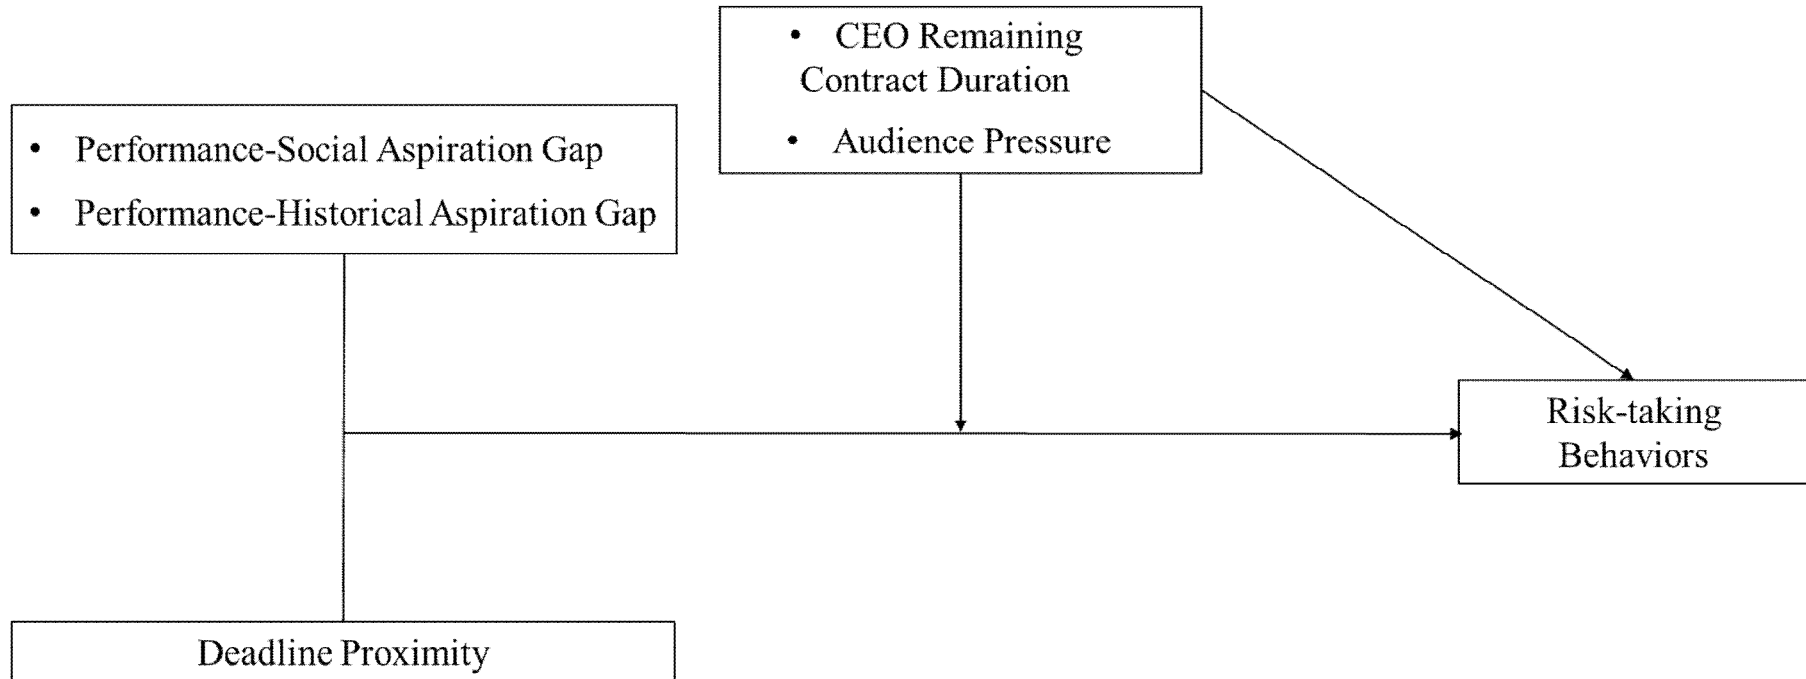 • CEO Remaining
Contract Duration
• Audience Pressure
• Performance-Social Aspiration Gap
• Performance-Historical Aspiration Gap
Risk-taking
Behaviors
Deadline Proximity